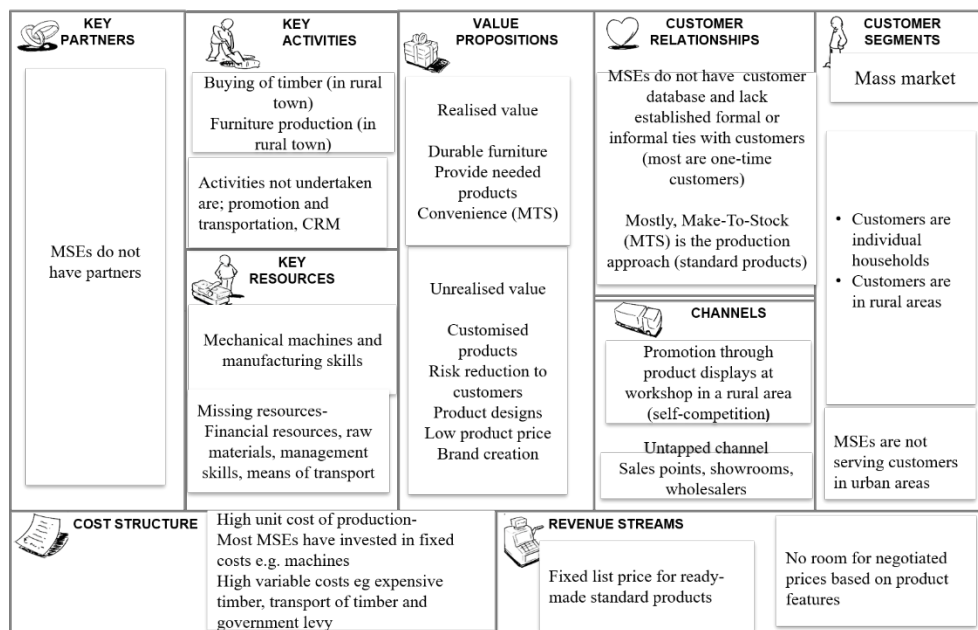 KEY
PARTNERS
MSEs do not
have partners
KEY
ACTIVITIES
Buying of timber (in rural
town)
Furniture production (in
rural town)
Activities not undertaken
are; promotion and
transportation, CRM
KEY
RESOURCES
Mechanical machines and
manufacturing skills
Missing resources-
Financial resources, raw
materials, management
skills, means of transport
VALUE
PROPOSITIONS
Realised value
Durable furniture
Provide needed
products
Convenience (MTS)
Unrealised value
Customised
products
Risk reduction to
customers
Product designs
Low product price
Brand creation
CUSTOMER
RELATIONSHIPS
MSEs do not have customer
database and lack
established formal or
informal ties with customers
(most are one-time
customers)
Mostly, Make-To-Stock
(MTS) is the production
approach (standard products)
CHANNELS
Promotion through
product displays at
workshop in a rural area
(self-competition)
Untapped channel
Sales points, showrooms,
wholesalers
CUSTOMER
SEGMENTS
Mass market
• Customers are
individual
households
• Customers are
in rural areas
MSEs are not
serving customers
in urban areas
COST STRUCTURE
High unit cost of production-
Most MSEs have invested in fixed
costs e.g. machines
High variable costs eg expensive
timber, transport of timber and
government levy
REVENUE STREAMS
Fixed list price for ready-
made standard products
No room for negotiated
prices based on product
features